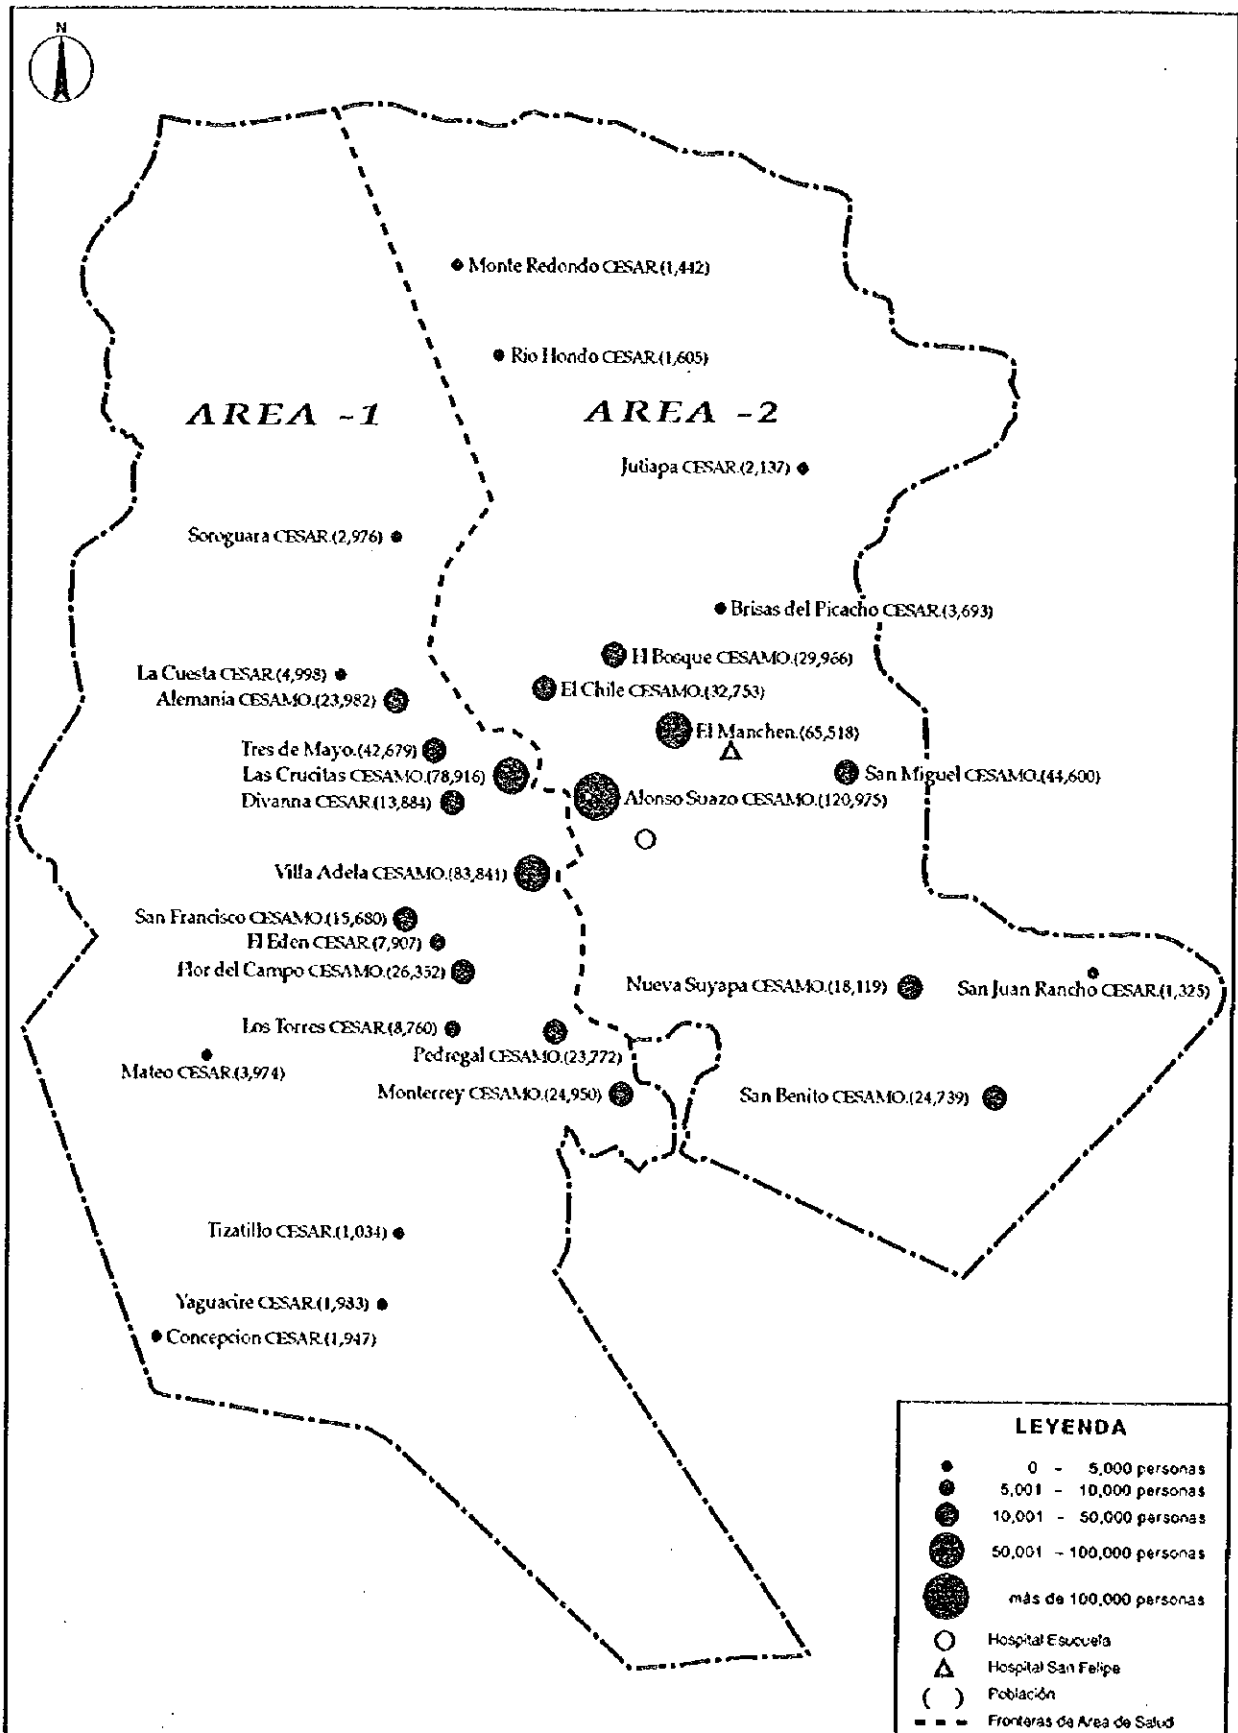 N
Monte Redondo CESAR.(1,442)
Rio Hondo CESAR.(1,605)
AREA -1
AREA -2
Jutiapa CESAR.(2,137)
Soroguara CESAR.(2,976)
Brisas del Picacho CESAR.(3,693)
El Bosque CESAMO.(29,966)
La Cuesta CESAR.(4,998)
El Chile CESAMO.(32,753)
Alemania CESAMO.(23,982)
El Manchen.(65,518)
Tres de Mayo.(42,679)
Las Crucitas CESAMO.(78,916)
San Miguel CESAMO.(44,600)
Divanna CESAR.(13,884)
Alonso Suazo CESAMO.(120,975)
Villa Adela CESAMO.(83,841)
San Francisco CESAMO.(15,680)
El Eden CESAR.(7,907)
Flor del Campo CESAMO.(26,352)
Nueva Suyapa CESAMO.(18,119)
San Juan Rancho CESAR.(1,325)
Los Torres CESAR.(8,760)
Pedregal CESAMO.(23,772)
Mateo CESAR.(3,974)
Monterrey CESAMO.(24,950)
San Benito CESAMO.(24,739)
Tizatillo CESAR.(1,034)
Yaguacire CESAR.(1,933)
Concepcion CESAR.(1,947)
LEYENDA
0 - 5,000 personas
5,001 - 10,000 personas
10,001 - 50,000 personas
50,001 - 100,000 personas
más de 100,000 personas
Hospital Esucuela
Hospital San Felipe
( ) Población
Fronteras de Area de Salud